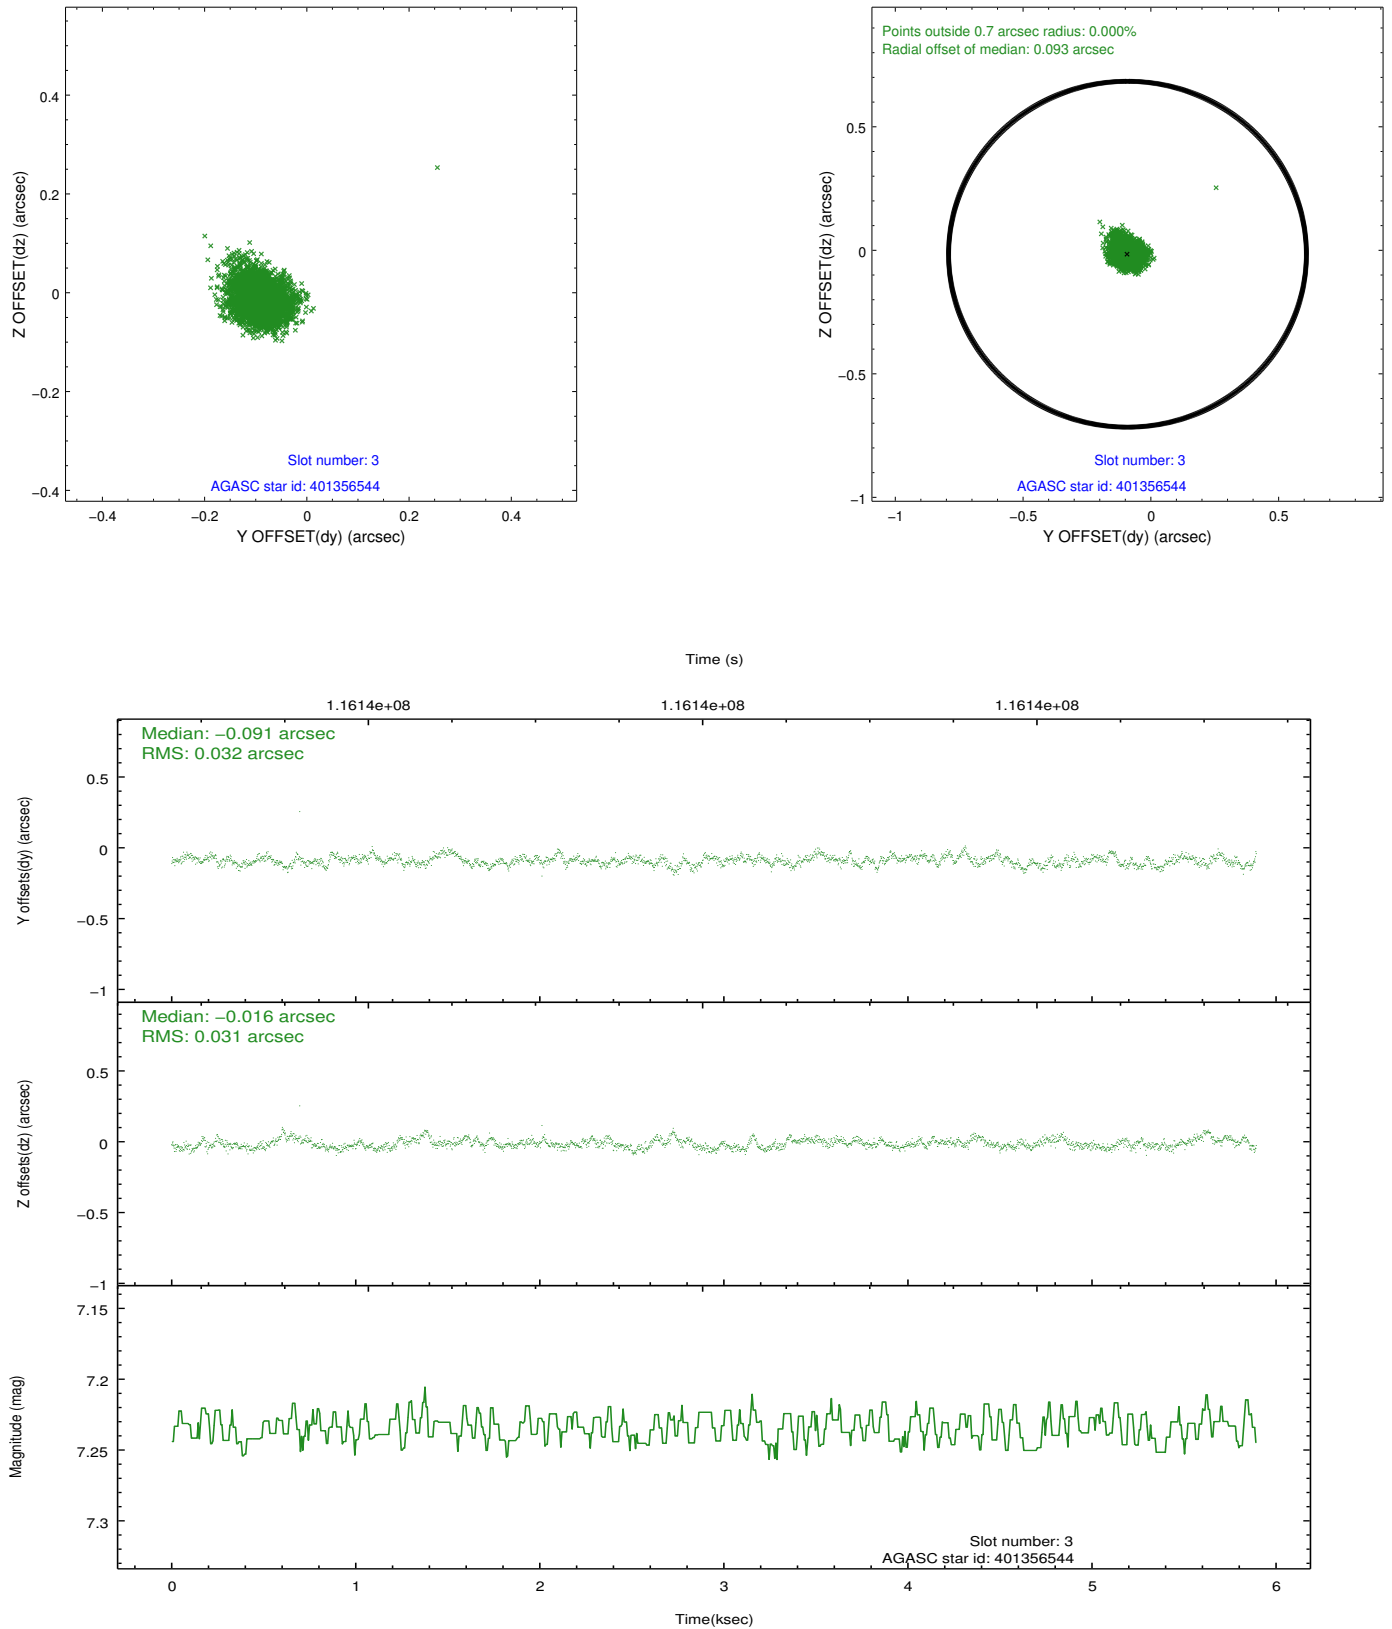 Z OFFSET(dz) (arcsec)
0.4
0.2
0
−0.2
−0.4
Slot number: 3
AGASC star id: 401356544
−0.4 −0.2 0 0.2 0.4
Y OFFSET(dy) (arcsec)
Points outside 0.7 arcsec radius: 0.000%
Radial offset of median: 0.093 arcsec
Z OFFSET(dz) (arcsec)
0.5
0
−0.5
−1
Slot number: 3
AGASC star id: 401356544
−1 −0.5 0 0.5
Y OFFSET(dy) (arcsec)
Time (s)
1.1614e+08 1.1614e+08 1.1614e+08
Median: −0.091 arcsec
RMS: 0.032 arcsec
Y offsets(dy) (arcsec)
0.5
0
−0.5
−1
Median: −0.016 arcsec
RMS: 0.031 arcsec
Z offsets(dz) (arcsec)
0.5
0
−0.5
−1
Magnitude (mag)
7.15
7.2
7.25
7.3
Slot number: 3
AGASC star id: 401356544
0 1 2 3 4 5 6
Time(ksec)